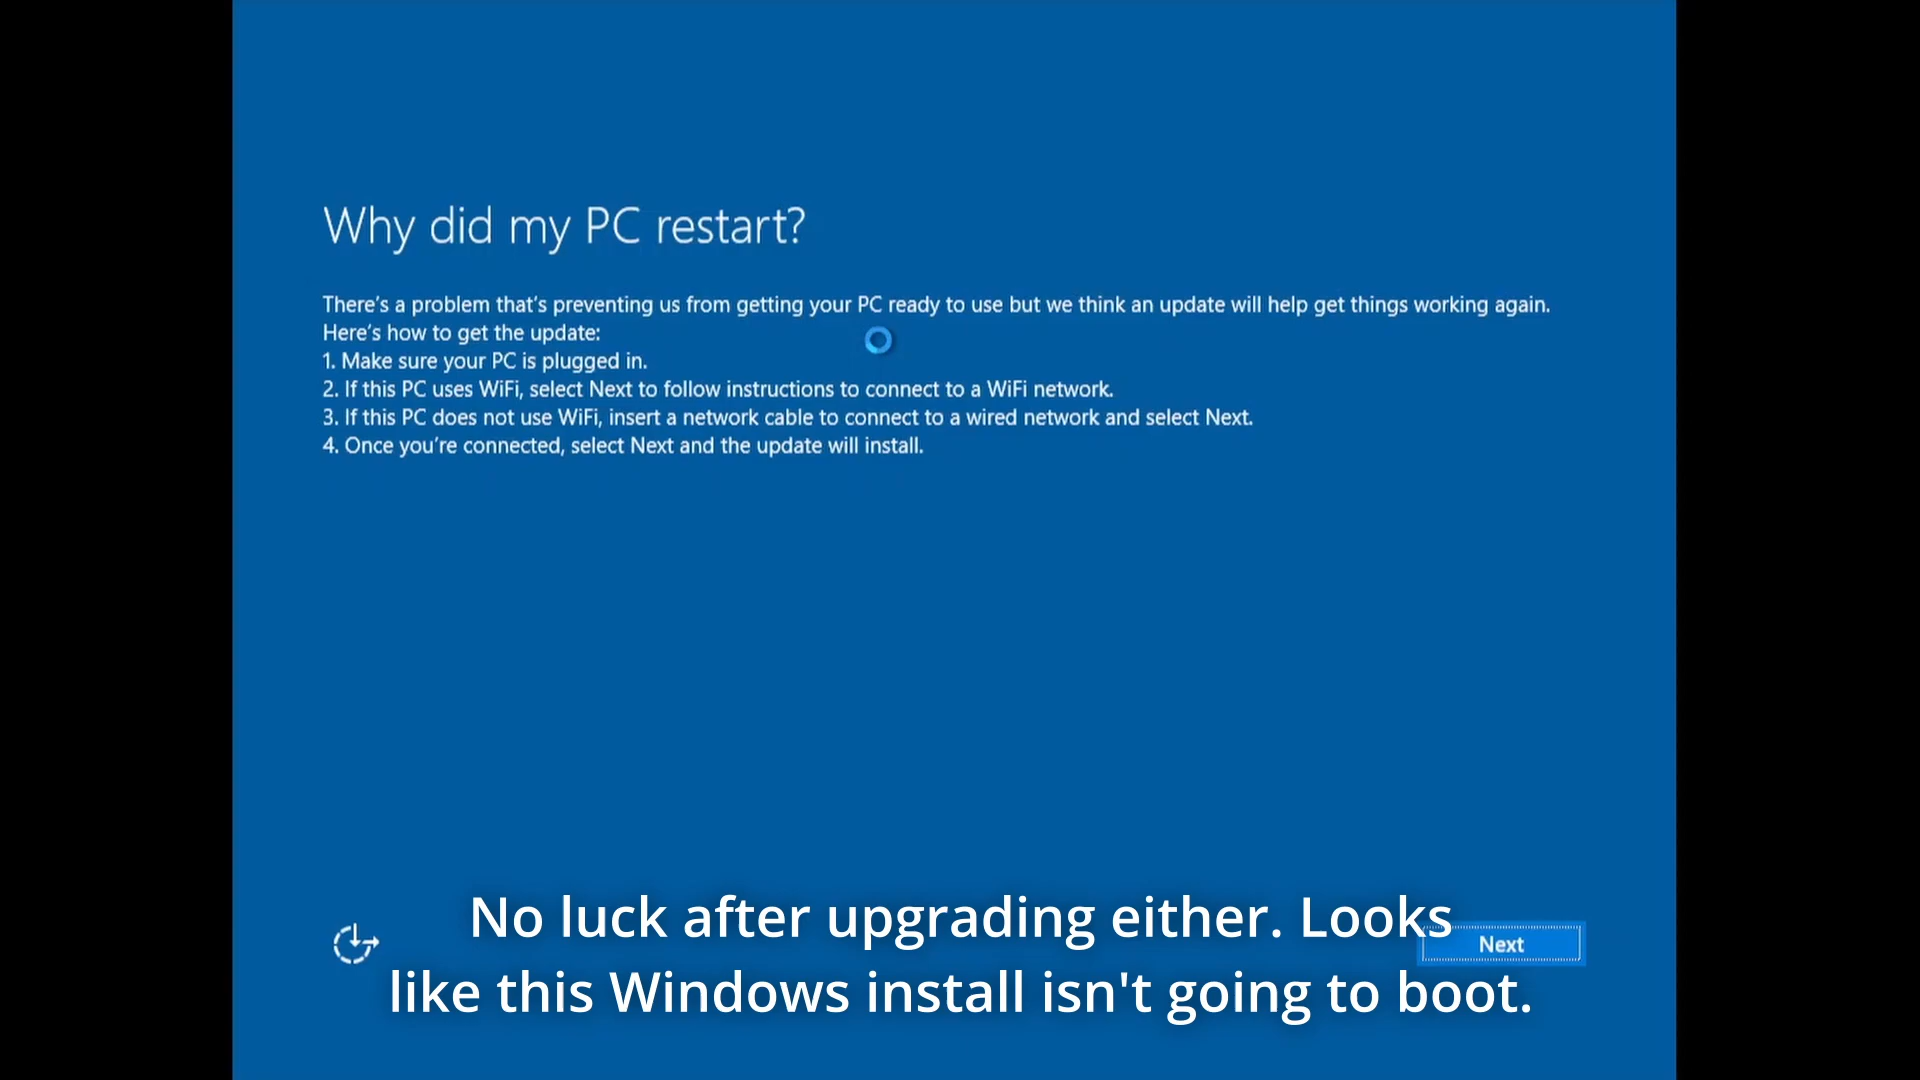 Why did my PC restart?
There's a problem that's preventing us from getting your PC ready to use but we think an update will help get things working again.
Here's how to get the update:
1. Make sure your PC is plugged in.
2. If this PC uses WiFi, select Next to follow instructions to connect to a WiFi network.
3. If this PC does not use WiFi, insert a network cable to connect to a wired network and select Next.
4. Once you're connected, select Next and the update will install.
No luck after upgrading either. Looks
like this Windows install isn't going to boot.
Next